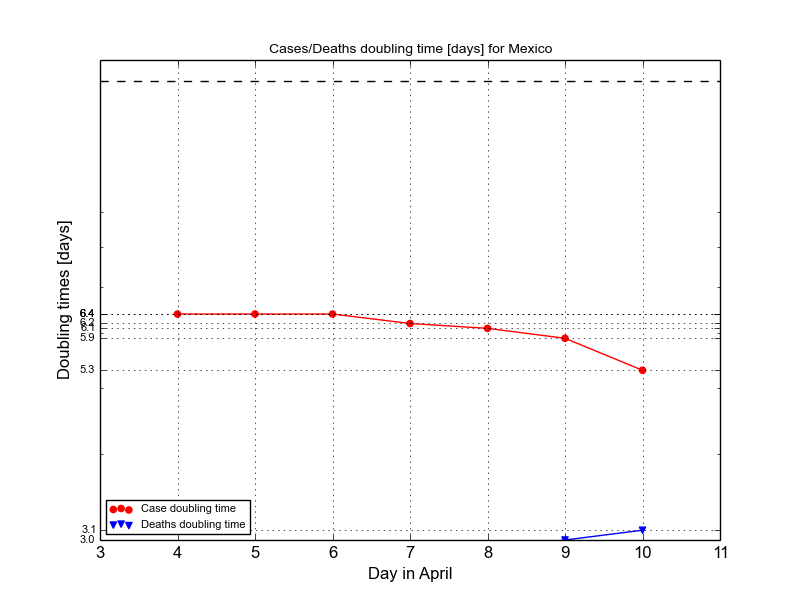 Cases/Deaths doubling time [days] for Mexico
Doubling times [days]
6.4
6.2
6.1
5.9
5.3
3.1
3.0
Case doubling time
Deaths doubling time
3 4 5 6 7 8 9 10 11
Day in April